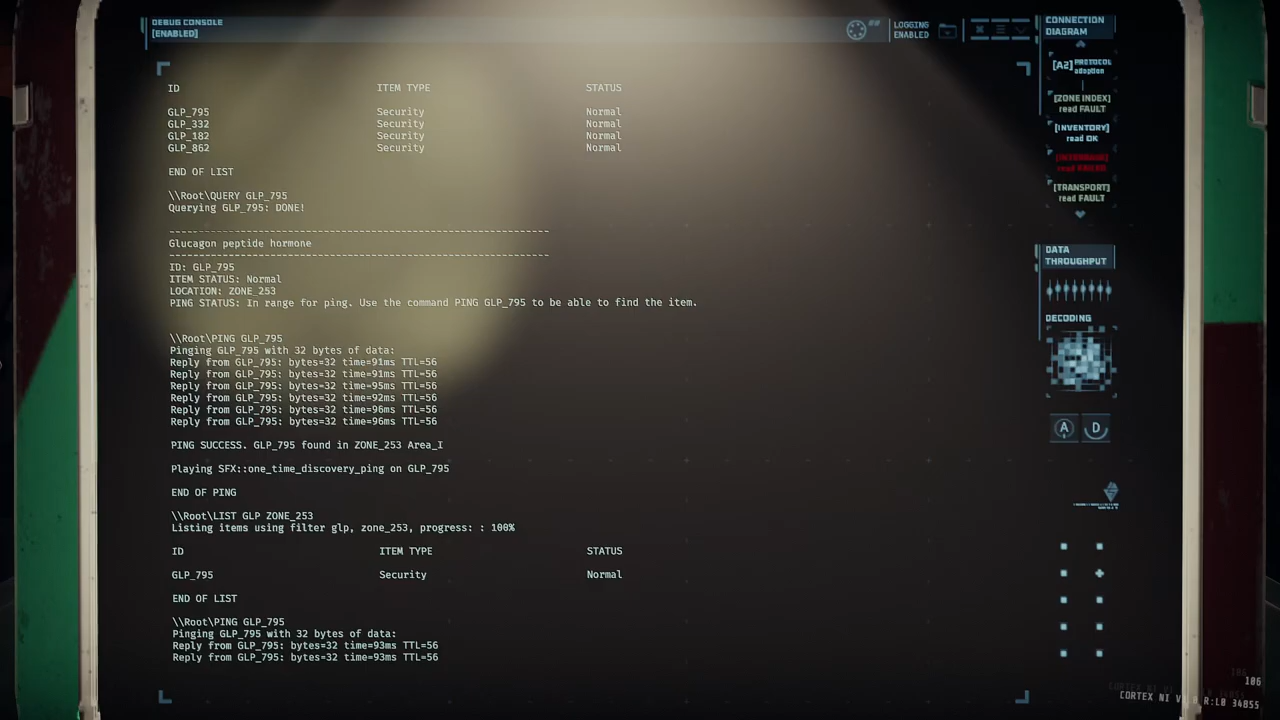 DEBUG CONSOLE
[ENABLED]
LOGGING
ENABLED
ID ITEM TYPE STATUS
GLP_795 Security Normal
GLP_332 Security Normal
GLP_182 Security Normal
GLP_862 Security Normal
END OF LIST
\\Root\QUERY GLP_795
Querying GLP_795: DONE!
------------------------------------------------------------
Glucagon peptide hormone
------------------------------------------------------------
ID: GLP_795
ITEM STATUS: Normal
LOCATION: ZONE_253
PING STATUS: In range for ping. Use the command PING GLP_795 to be able to find the item.
\\Root\PING GLP_795
Pinging GLP_795 with 32 bytes of data:
Reply from GLP_795: bytes=32 time=91ms TTL=56
Reply from GLP_795: bytes=32 time=91ms TTL=56
Reply from GLP_795: bytes=32 time=95ms TTL=56
Reply from GLP_795: bytes=32 time=92ms TTL=56
Reply from GLP_795: bytes=32 time=96ms TTL=56
Reply from GLP_795: bytes=32 time=96ms TTL=56
PING SUCCESS. GLP_795 found in ZONE_253 Area_I
Playing SFX::one_time_discovery_ping on GLP_795
END OF PING
\\Root\LIST GLP ZONE_253
Listing items using filter glp, zone_253, progress: : 100%
ID ITEM TYPE STATUS
GLP_795 Security Normal
END OF LIST
\\Root\PING GLP_795
Pinging GLP_795 with 32 bytes of data:
Reply from GLP_795: bytes=32 time=93ms TTL=56
Reply from GLP_795: bytes=32 time=93ms TTL=56
CONNECTION
DIAGRAM
[A2] PROTOCOL
adaption
[ZONE INDEX]
read FAULT
[INVENTORY]
read OK
[TRANSPORT]
read FAULT
DATA
THROUGHPUT
DECODING
A D
106
R:L0 34855